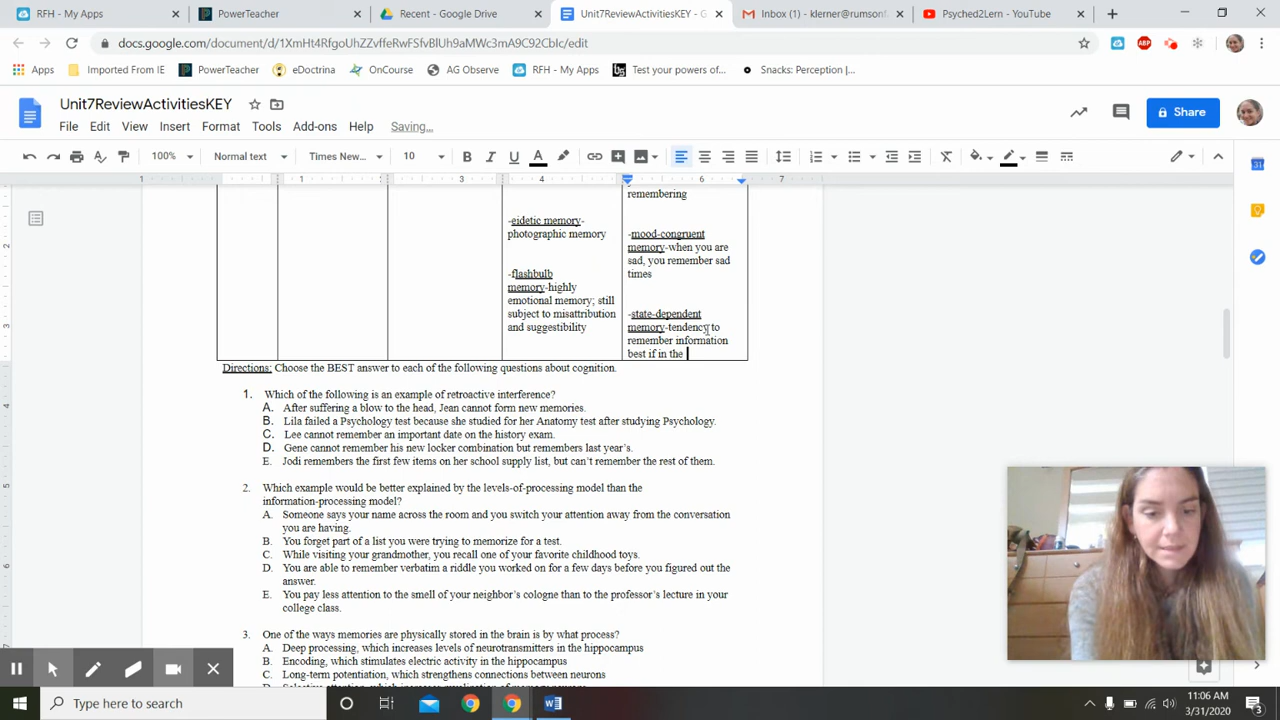 RFH - My Apps
PowerTeacher
Recent - Google Drive
Unit7ReviewActivitiesKEY - G
Inbox (1) - klerner@rumsonf
Psyched2Learn - YouTube
docs.google.com/document/d/1XmHt4RfgoUhZZvffeRwFSfvBlUh9aMWc3mA9C92CbIc/edit
ABP
Apps
Imported From IE
PowerTeacher
eDoctrina
OnCourse
AG Observe
RFH - My Apps
Test your powers of...
Snacks: Perception |...
Unit7ReviewActivitiesKEY
File Edit View Insert Format Tools Add-ons Help Saving...
Share
100% Normal text Times New... 10 B I U A
1 1 2 3 4 6 7
remembering
-eidetic memory-
photographic memory
-mood-congruent
memory-when you are
sad, you remember sad
times
-flashbulb
memory-highly
emotional memory; still
subject to misattribution
and suggestibility
-state-dependent
memory-tendency to
remember information
best if in the
Directions: Choose the BEST answer to each of the following questions about cognition.
1. Which of the following is an example of retroactive interference?
A. After suffering a blow to the head, Jean cannot form new memories.
B. Lila failed a Psychology test because she studied for her Anatomy test after studying Psychology.
C. Lee cannot remember an important date on the history exam.
D. Gene cannot remember his new locker combination but remembers last year's.
E. Jodi remembers the first few items on her school supply list, but can't remember the rest of them.
2. Which example would be better explained by the levels-of-processing model than the
information-processing model?
A. Someone says your name across the room and you switch your attention away from the conversation
you are having.
B. You forget part of a list you were trying to memorize for a test.
C. While visiting your grandmother, you recall one of your favorite childhood toys.
D. You are able to remember verbatim a riddle you worked on for a few days before you figured out the
answer.
E. You pay less attention to the smell of your neighbor's cologne than to the professor's lecture in your
college class.
3. One of the ways memories are physically stored in the brain is by what process?
A. Deep processing, which increases levels of neurotransmitters in the hippocampus
B. Encoding, which stimulates electric activity in the hippocampus
C. Long-term potentiation, which strengthens connections between neurons
Type here to search
11:06 AM
3/31/2020
3